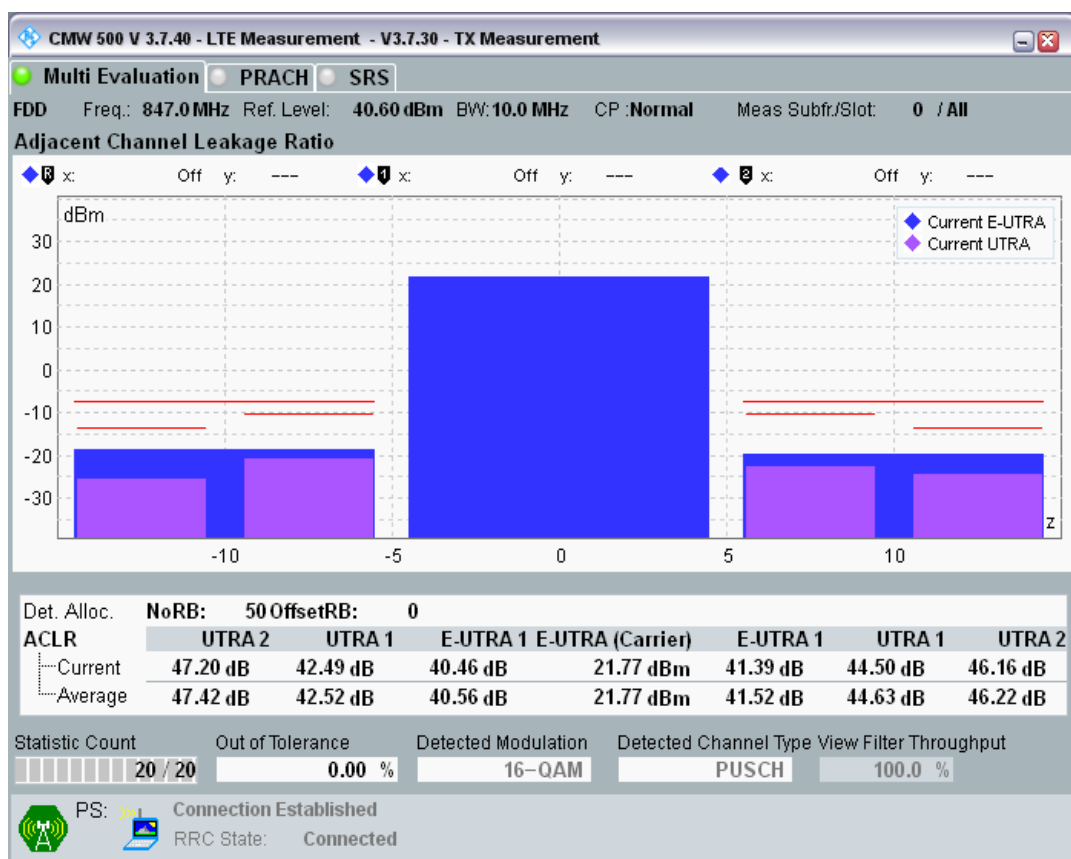 CMW 500 V 3.7.40 - LTE Measurement - V3.7.30 - TX Measurement
Multi Evaluation PRACH SRS
FDD Freq.: 847.0 MHz Ref. Level: 40.60 dBm BW: 10.0 MHz CP :Normal Meas Subfr./Slot: 0 / All
Adjacent Channel Leakage Ratio
R x: Off y: --- 1 x: Off y: --- 2 x: Off y: ---
dBm
Current E-UTRA
Current UTRA
30
20
10
0
-10
-20
-30
z
-10 -5 0 5 10
Det. Alloc. NoRB: 50 OffsetRB: 0
ACLR UTRA 2 UTRA 1 E-UTRA 1 E-UTRA (Carrier) E-UTRA 1 UTRA 1 UTRA 2
Current 47.20 dB 42.49 dB 40.46 dB 21.77 dBm 41.39 dB 44.50 dB 46.16 dB
Average 47.42 dB 42.52 dB 40.56 dB 21.77 dBm 41.52 dB 44.63 dB 46.22 dB
Statistic Count Out of Tolerance Detected Modulation Detected Channel Type View Filter Throughput
20 / 20 0.00 % 16-QAM PUSCH 100.0 %
PS: Connection Established
RRC State: Connected